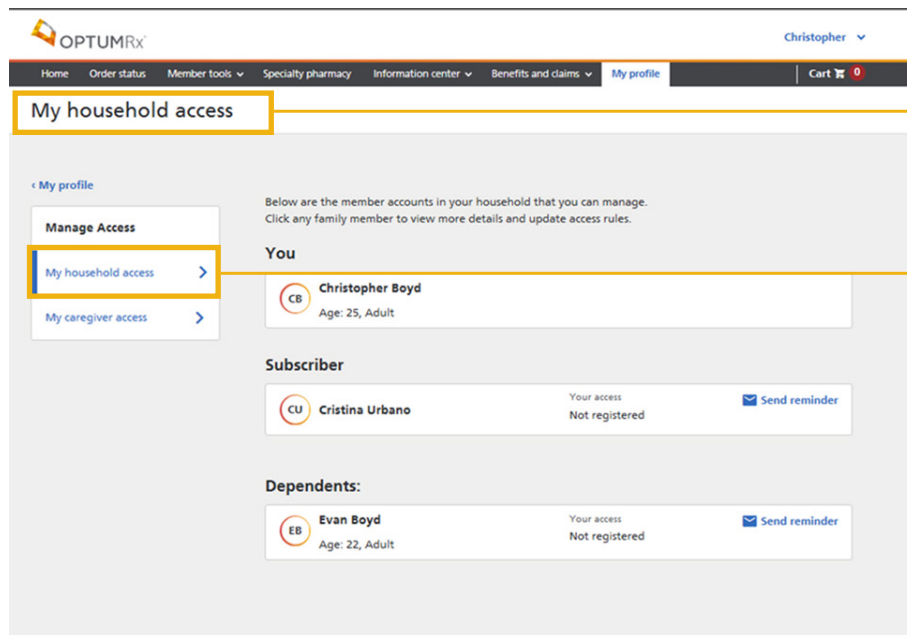 OPTUMRx
Christopher
Home Order status Member tools Specialty pharmacy Information center Benefits and claims My profile Cart 0
My household access
‹ My profile
Manage Access
My household access
My caregiver access
Below are the member accounts in your household that you can manage.
Click any family member to view more details and update access rules.
You
CB
Christopher Boyd
Age: 25, Adult
Subscriber
CU
Cristina Urbano
Your access
Not registered
Send reminder
Dependents:
EB
Evan Boyd
Age: 22, Adult
Your access
Not registered
Send reminder